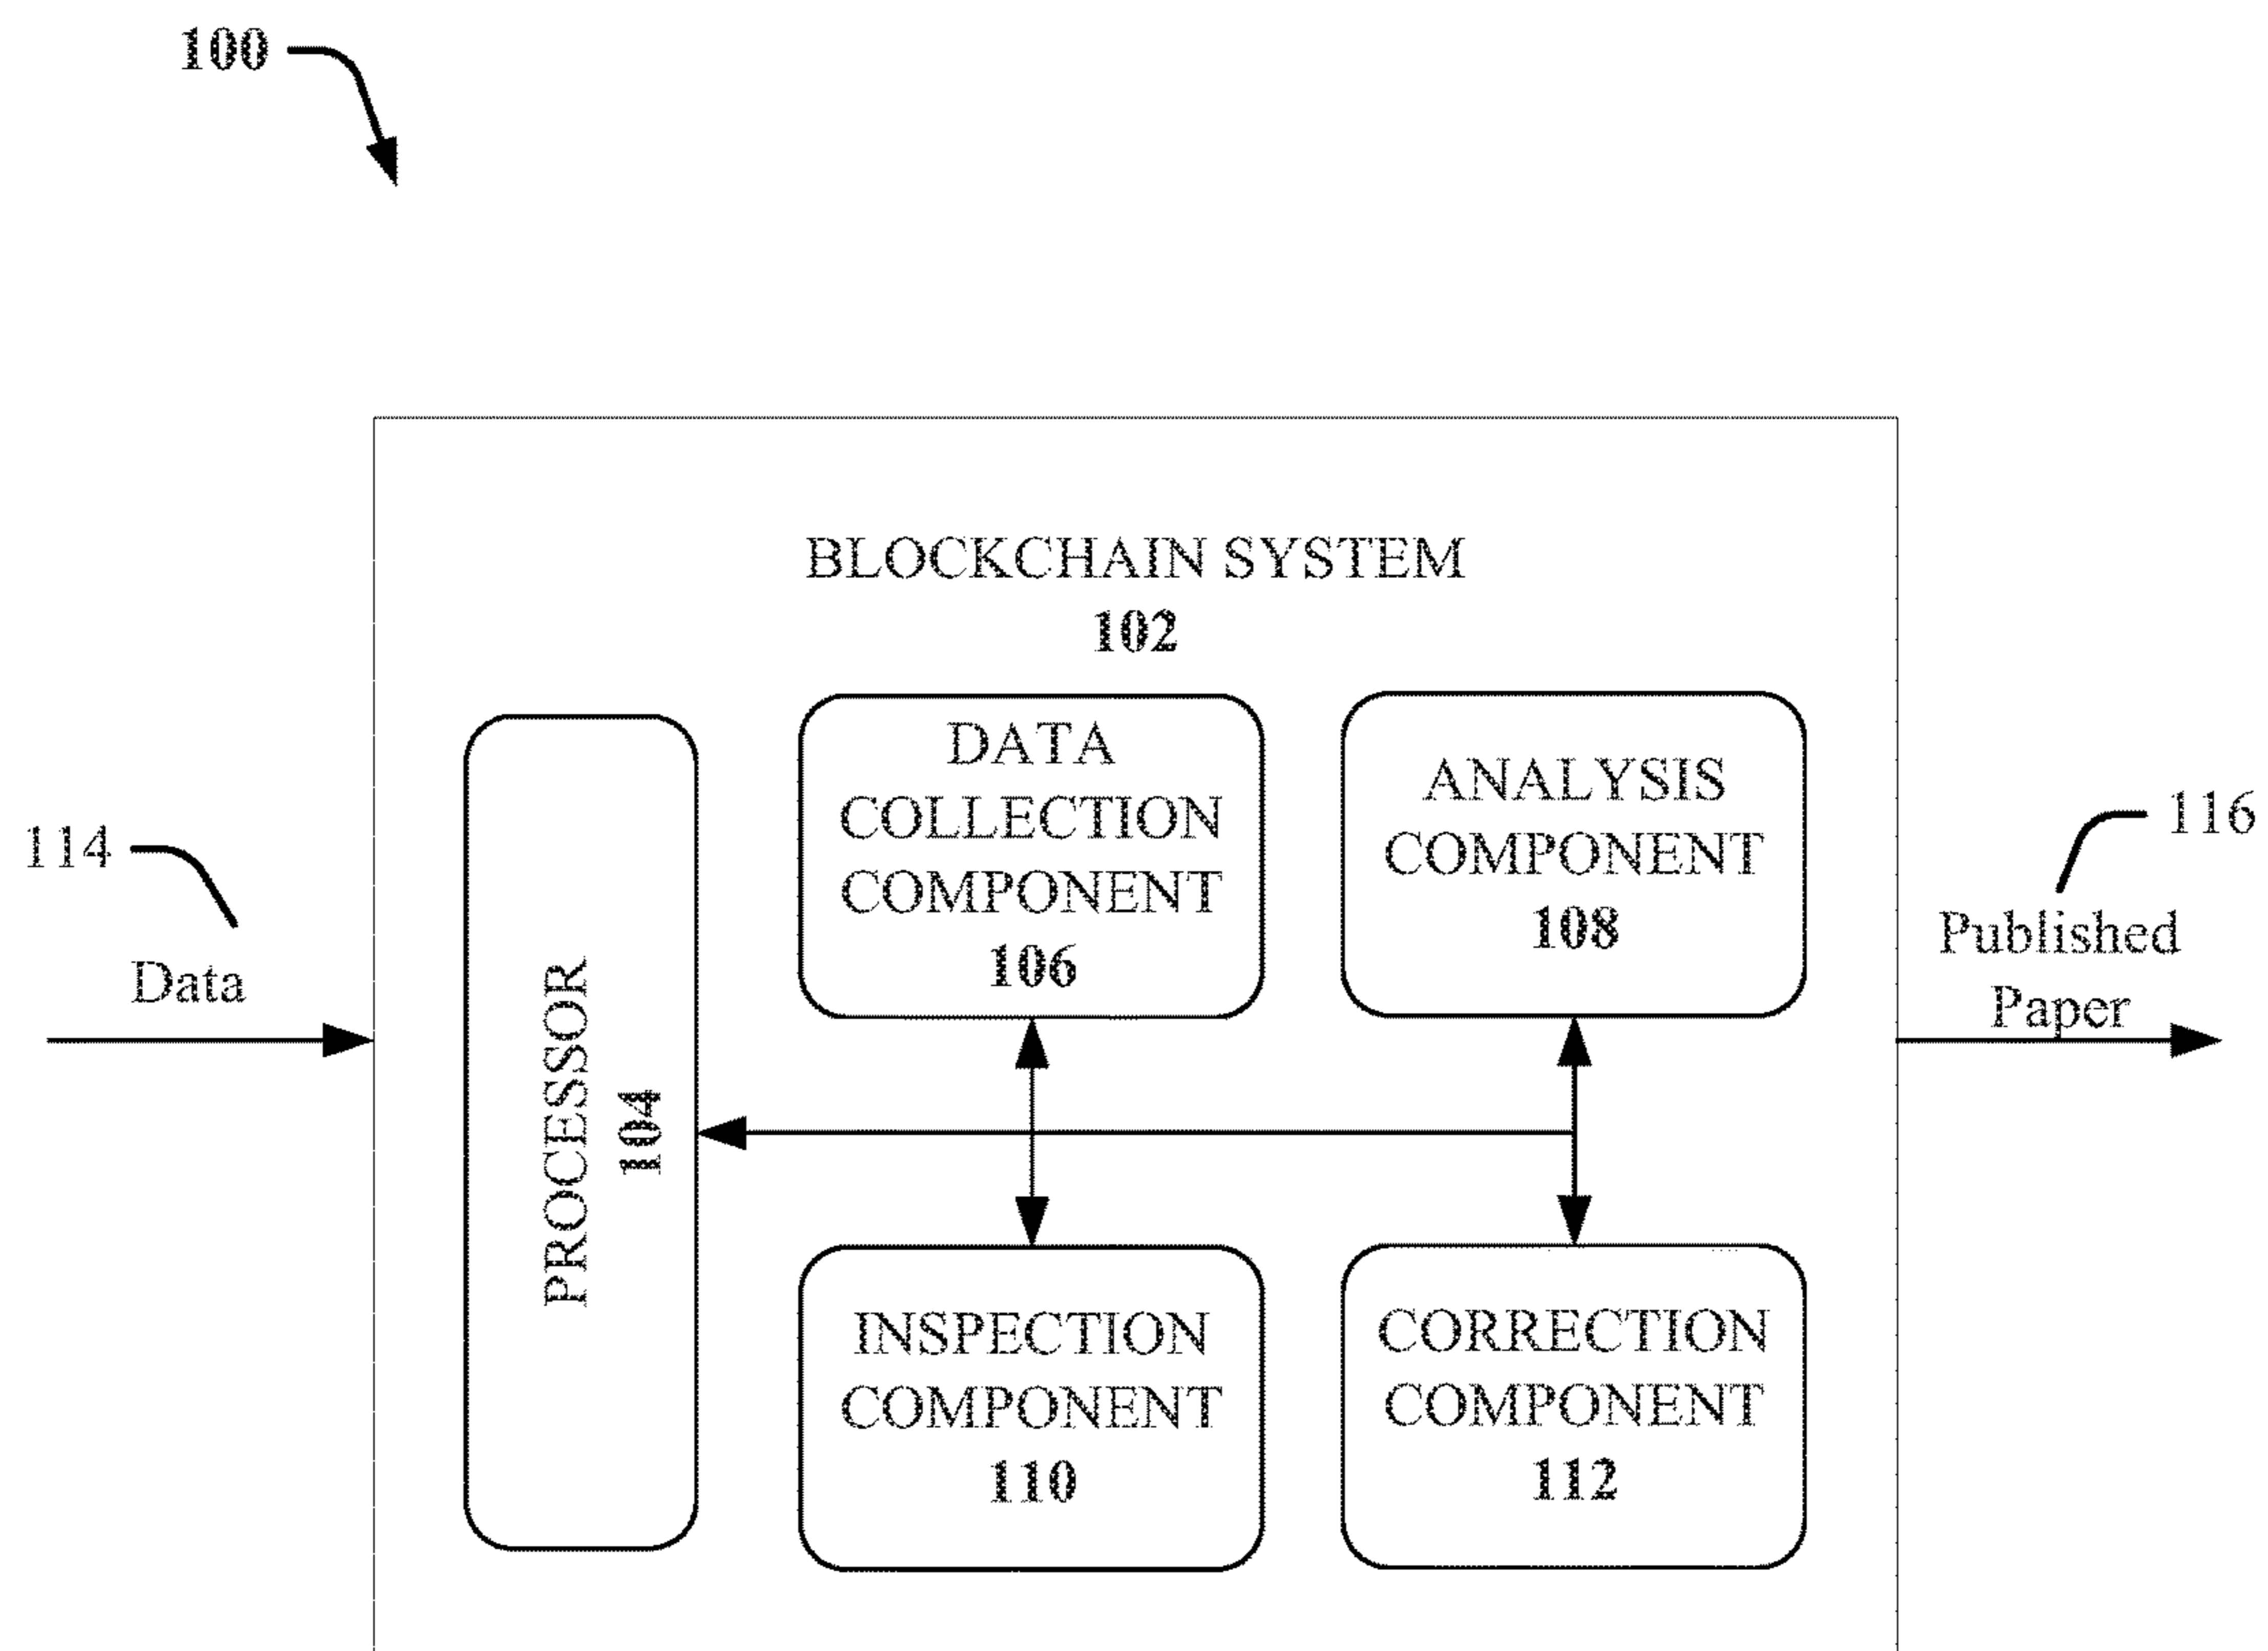 100
BLOCKCHAIN SYSTEM
102
PROCESSOR
104
DATA
COLLECTION
COMPONENT
106
ANALYSIS
COMPONENT
108
INSPECTION
COMPONENT
110
CORRECTION
COMPONENT
112
114
Data
116
Published
Paper